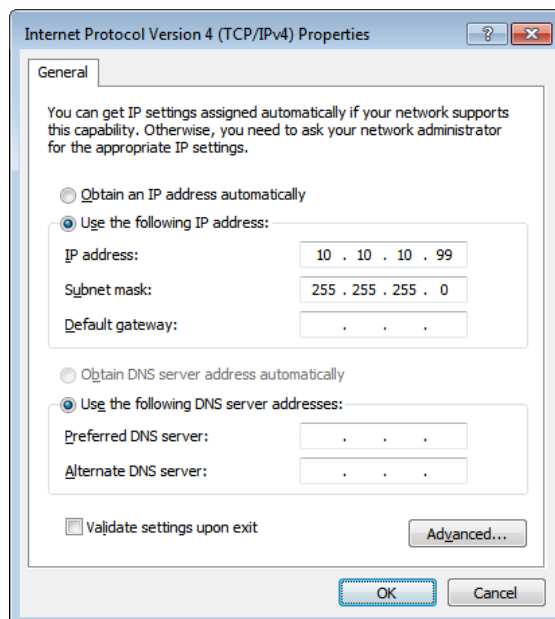 Internet Protocol Version 4 (TCP/IPv4) Properties
?
General
You can get IP settings assigned automatically if your network supports
this capability. Otherwise, you need to ask your network administrator
for the appropriate IP settings.
Obtain an IP address automatically
Use the following IP address:
IP address: 10 . 10 . 10 . 99
Subnet mask: 255 . 255 . 255 . 0
Default gateway: . . .
Obtain DNS server address automatically
Use the following DNS server addresses:
Preferred DNS server: . . .
Alternate DNS server: . . .
Validate settings upon exit
Advanced...
OK Cancel